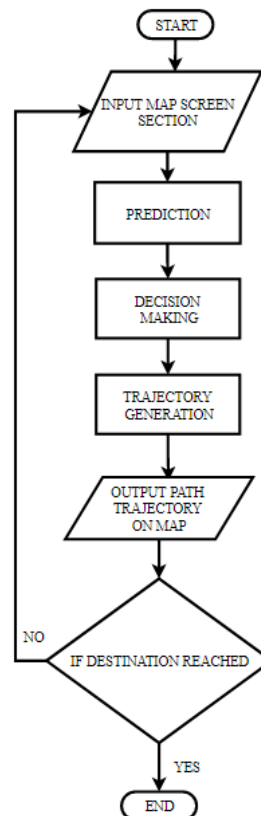 START
INPUT MAP SCREEN
SECTION
PREDICTION
DECISION
MAKING
TRAJECTORY
GENERATION
OUTPUT PATH
TRAJECTORY
ON MAP
NO
IF DESTINATION REACHED
YES
END